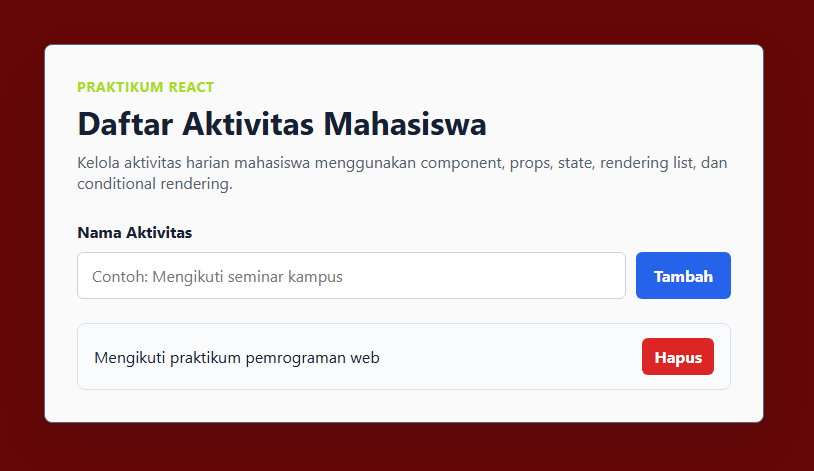 PRAKTIKUM REACT
Daftar Aktivitas Mahasiswa
Kelola aktivitas harian mahasiswa menggunakan component, props, state, rendering list, dan
conditional rendering.
Nama Aktivitas
Contoh: Mengikuti seminar kampus
Tambah
Mengikuti praktikum pemrograman web
Hapus